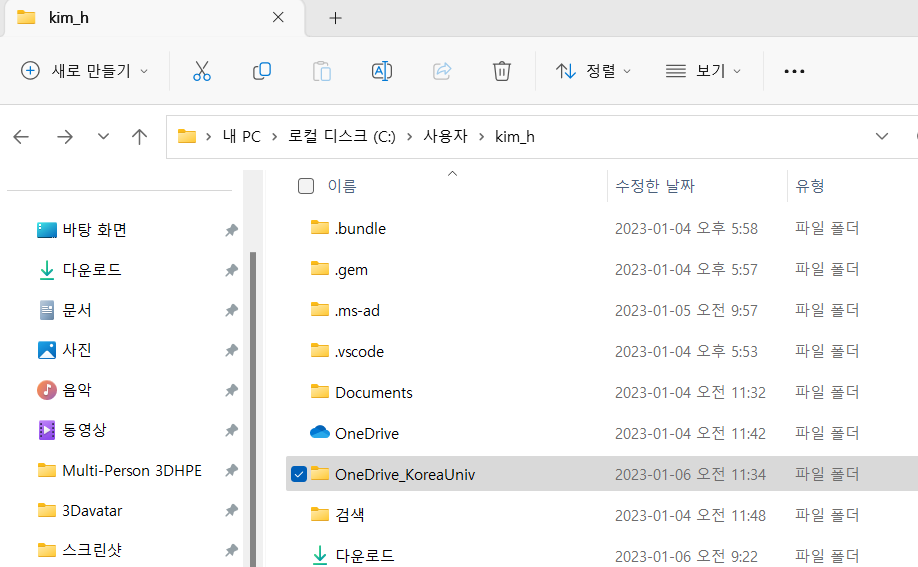 kim_h
새로 만들기
정렬
보기
내 PC > 로컬 디스크 (C:) > 사용자 > kim_h
이름 수정한 날짜 유형
바탕 화면
다운로드
문서
사진
음악
동영상
Multi-Person 3DHPE
3Davatar
스크린샷
.bundle 2023-01-04 오후 5:58 파일 폴더
.gem 2023-01-04 오후 5:57 파일 폴더
.ms-ad 2023-01-05 오전 9:57 파일 폴더
.vscode 2023-01-04 오후 5:53 파일 폴더
Documents 2023-01-04 오전 11:32 파일 폴더
OneDrive 2023-01-04 오전 11:42 파일 폴더
OneDrive_KoreaUniv 2023-01-06 오전 11:34 파일 폴더
검색 2023-01-04 오전 11:48 파일 폴더
다운로드 2023-01-06 오전 9:22 파일 폴더